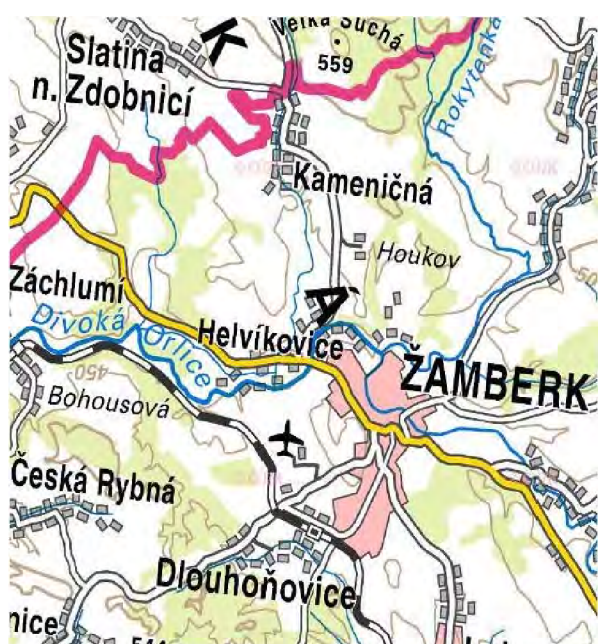 Velká Suchá
K
Slatina
n. Zdobnicí
559
Rokytenka
Kameničná
Houkov
Záchlumí
A
Divoká Orlice
Helvíkovice
ŽAMBERK
450
Bohousová
Česká Rybná
Dlouhoňovice
nice